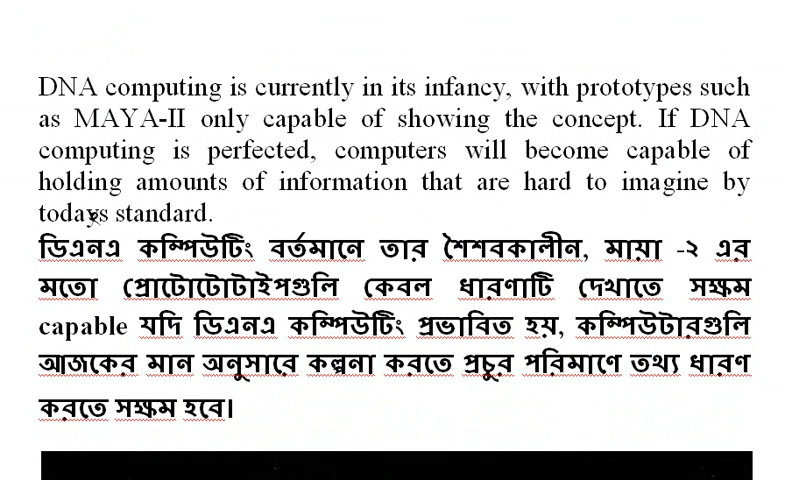 DNA computing is currently in its infancy, with prototypes such
as MAYA-II only capable of showing the concept. If DNA
computing is perfected, computers will become capable of
holding amounts of information that are hard to imagine by
todays standard.
ডিএনএ কম্পিউটিং বর্তমানে তার শৈশবকালীন, মায়া -২ এর
মতো প্রোটোটোটাইপগুলি কেবল ধারণাটি দেখাতে সক্ষম
capable যদি ডিএনএ কম্পিউটিং প্রভাবিত হয়, কম্পিউটারগুলি
আজকের মান অনুসারে কল্পনা করতে প্রচুর পরিমাণে তথ্য ধারণ
করতে সক্ষম হবে।